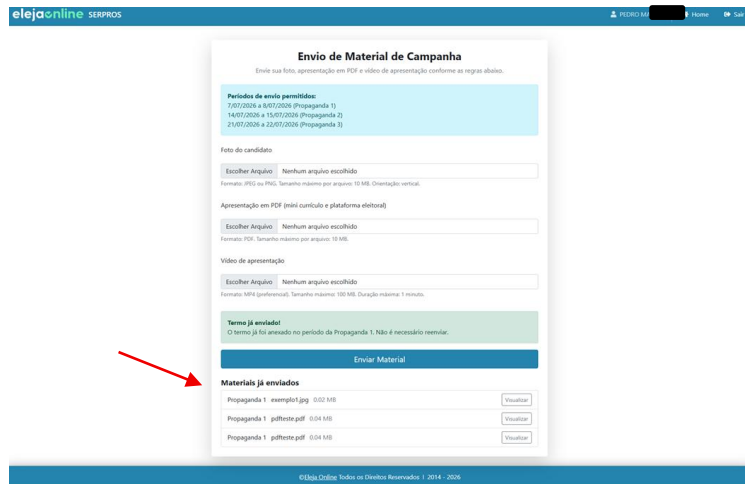 elejaonline SERPROS
PEDRO MA Home Sair
Envio de Material de Campanha
Envie sua foto, apresentação em PDF e vídeo de apresentação conforme as regras abaixo.
Períodos de envio permitidos:
7/07/2026 a 8/07/2026 (Propaganda 1)
14/07/2026 a 15/07/2026 (Propaganda 2)
21/07/2026 a 22/07/2026 (Propaganda 3)
Foto do candidato
Escolher Arquivo Nenhum arquivo escolhido
Formato: JPEG ou PNG. Tamanho máximo por arquivo: 10 MB. Orientação: vertical.
Apresentação em PDF (mini currículo e plataforma eleitoral)
Escolher Arquivo Nenhum arquivo escolhido
Formato: PDF. Tamanho máximo por arquivo: 10 MB.
Vídeo de apresentação
Escolher Arquivo Nenhum arquivo escolhido
Formato: MP4 (preferencial). Tamanho máximo: 100 MB. Duração máxima: 1 minuto.
Termo já enviado!
O termo já foi anexado no período da Propaganda 1. Não é necessário reenviar.
Enviar Material
Materiais já enviados
Propaganda 1 exemplo1.jpg 0.02 MB Visualizar
Propaganda 1 pdfteste.pdf 0.04 MB Visualizar
Propaganda 1 pdfteste.pdf 0.04 MB Visualizar
©Eleja Online Todos os Direitos Reservados | 2014 - 2026